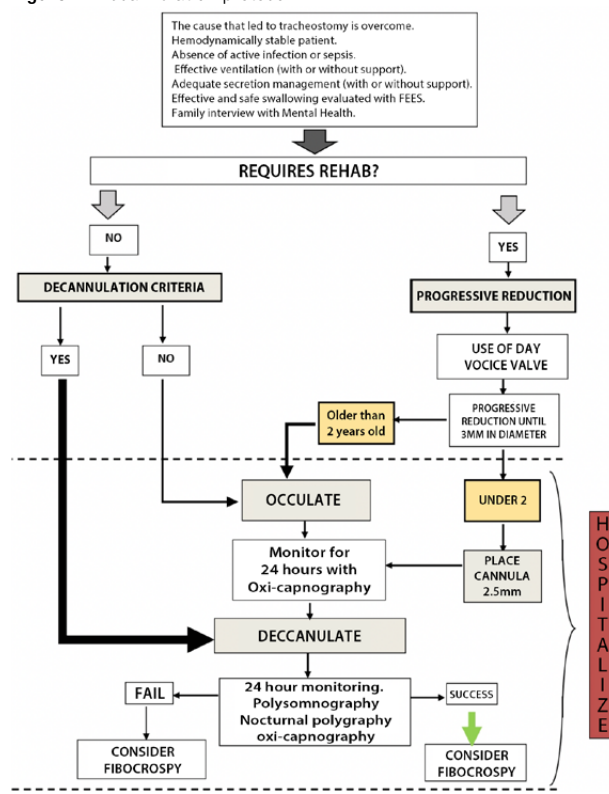 The cause that led to tracheostomy is overcome.
Hemodynamically stable patient.
Absence of active infection or sepsis.
Effective ventilation (with or without support).
Adequate secretion management (with or without support).
Effective and safe swallowing evaluated with FEES.
Family interview with Mental Health.
REQUIRES REHAB?
NO
YES
DECANNULATION CRITERIA
PROGRESSIVE REDUCTION
YES
NO
USE OF DAY
VOCICE VALVE
Older than
2 years old
PROGRESSIVE
REDUCTION UNTIL
3MM IN DIAMETER
OCCULATE
UNDER 2
Monitor for
24 hours with
Oxi-capnography
PLACE
CANNULA
2.5mm
DECCANULATE
FAIL
24 hour monitoring.
Polysomnography
Nocturnal polygraphy
oxi-capnography
SUCCESS
CONSIDER
FIBOCROSPY
CONSIDER
FIBOCROSPY
HOSPITALIZE